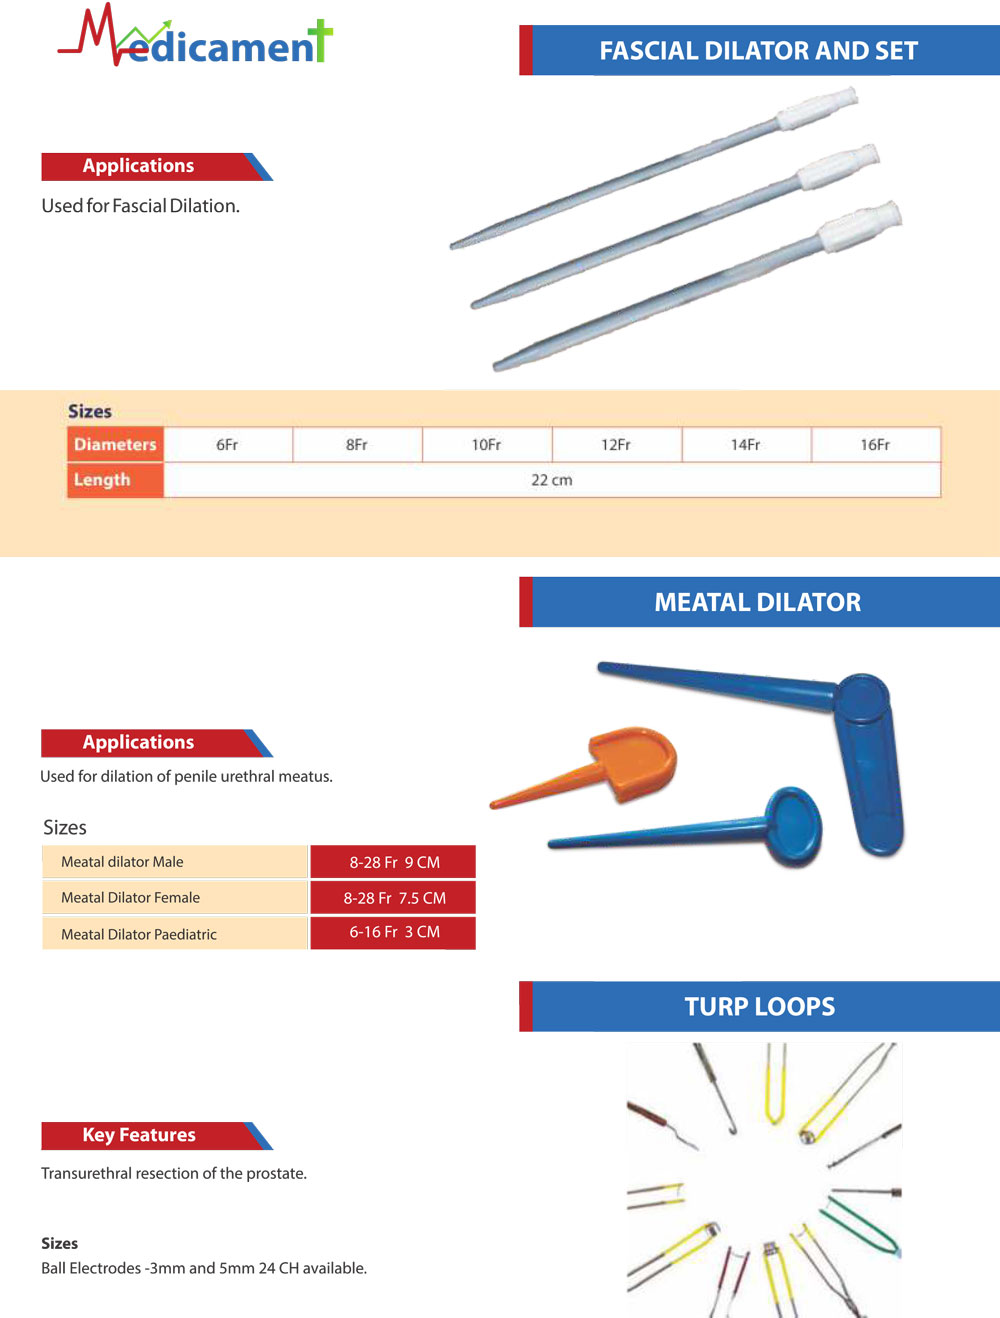 Medicament
FASCIAL DILATOR AND SET
Applications
Used for Fascial Dilation.
Sizes
Diameters 6Fr 8Fr 10Fr 12Fr 14Fr 16Fr
Length 22 cm
MEATAL DILATOR
Applications
Used for dilation of penile urethral meatus.
Sizes
Meatal dilator Male 8-28 Fr 9 CM
Meatal Dilator Female 8-28 Fr 7.5 CM
Meatal Dilator Paediatric 6-16 Fr 3 CM
TURP LOOPS
Key Features
Transurethral resection of the prostate.
Sizes
Ball Electrodes -3mm and 5mm 24 CH available.